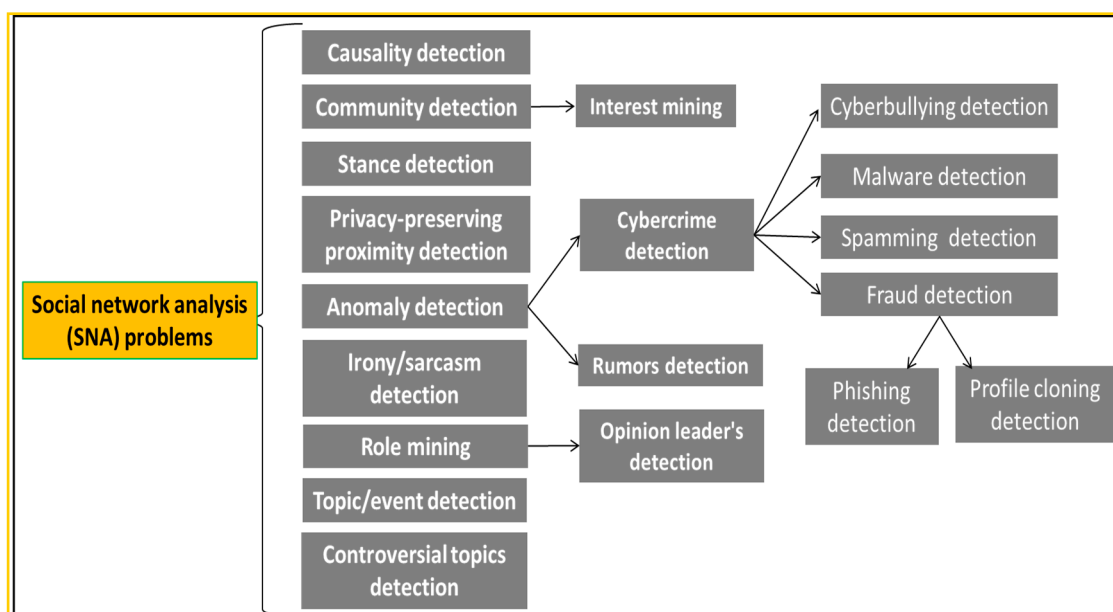 Social network analysis
(SNA) problems
Causality detection
Community detection
Interest mining
Stance detection
Privacy-preserving
proximity detection
Anomaly detection
Cybercrime
detection
Cyberbullying detection
Malware detection
Spamming detection
Fraud detection
Phishing
detection
Profile cloning
detection
Rumors detection
Irony/sarcasm
detection
Role mining
Opinion leader's
detection
Topic/event detection
Controversial topics
detection